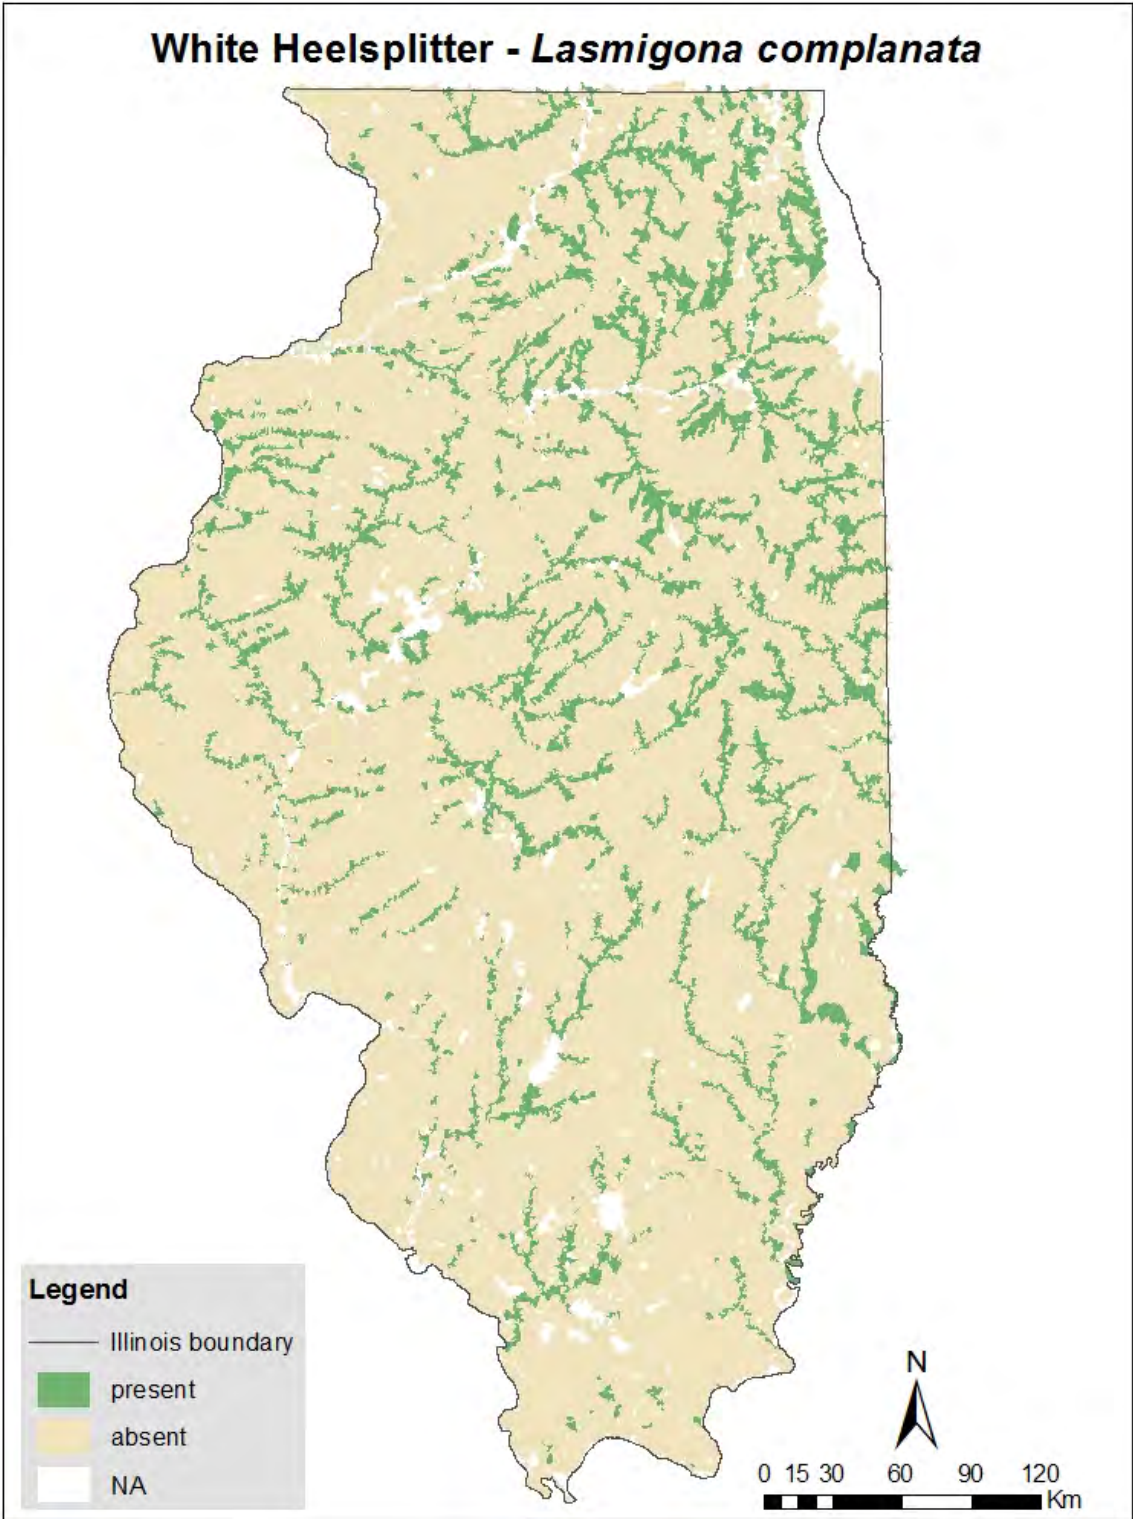 White Heelsplitter - Lasmigona complanata
Legend
Illinois boundary
present
absent
NA
N
0 15 30 60 90 120
Km